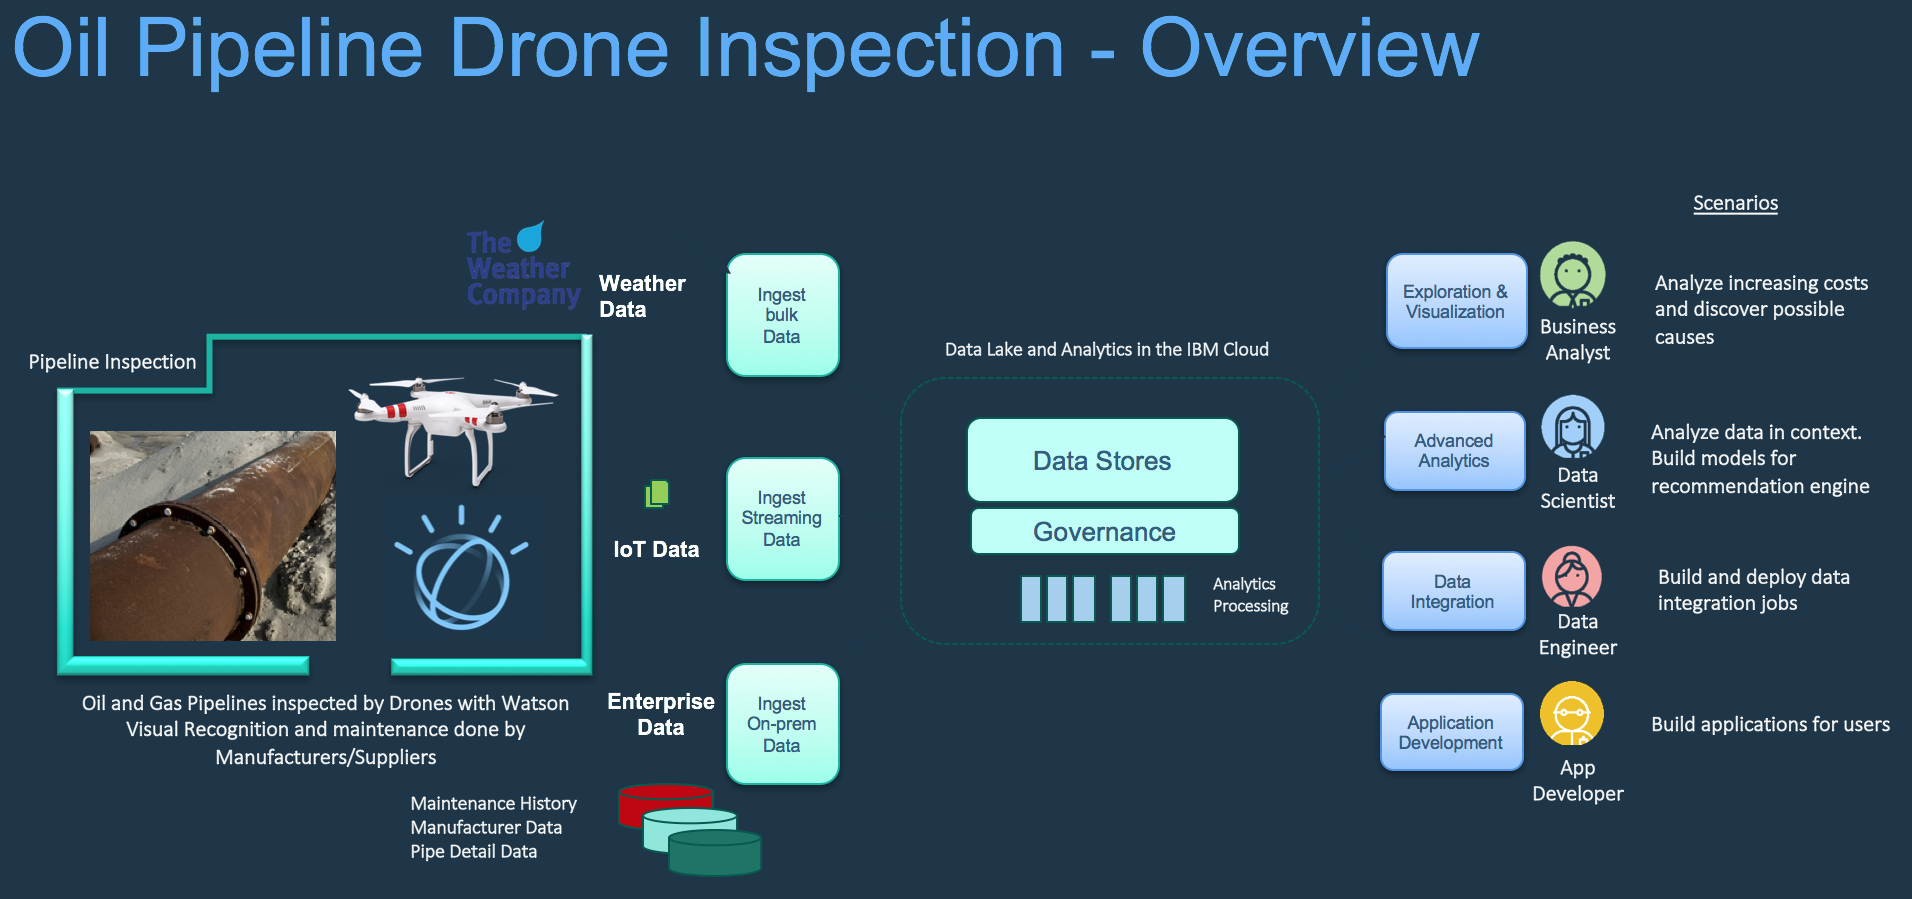 Oil Pipeline Drone Inspection - Overview
Scenarios
The
Weather
Company
Weather
Data
Ingest
bulk
Data
Pipeline Inspection
Data Lake and Analytics in the IBM Cloud
Exploration &
Visualization
Business
Analyst
Analyze increasing costs
and discover possible
causes
IoT Data
Ingest
Streaming
Data
Data Stores
Governance
Analytics
Processing
Advanced
Analytics
Data
Scientist
Analyze data in context.
Build models for
recommendation engine
Data
Integration
Data
Engineer
Build and deploy data
integration jobs
Oil and Gas Pipelines inspected by Drones with Watson
Visual Recognition and maintenance done by
Manufacturers/Suppliers
Enterprise
Data
Ingest
On-prem
Data
Application
Development
App
Developer
Build applications for users
Maintenance History
Manufacturer Data
Pipe Detail Data